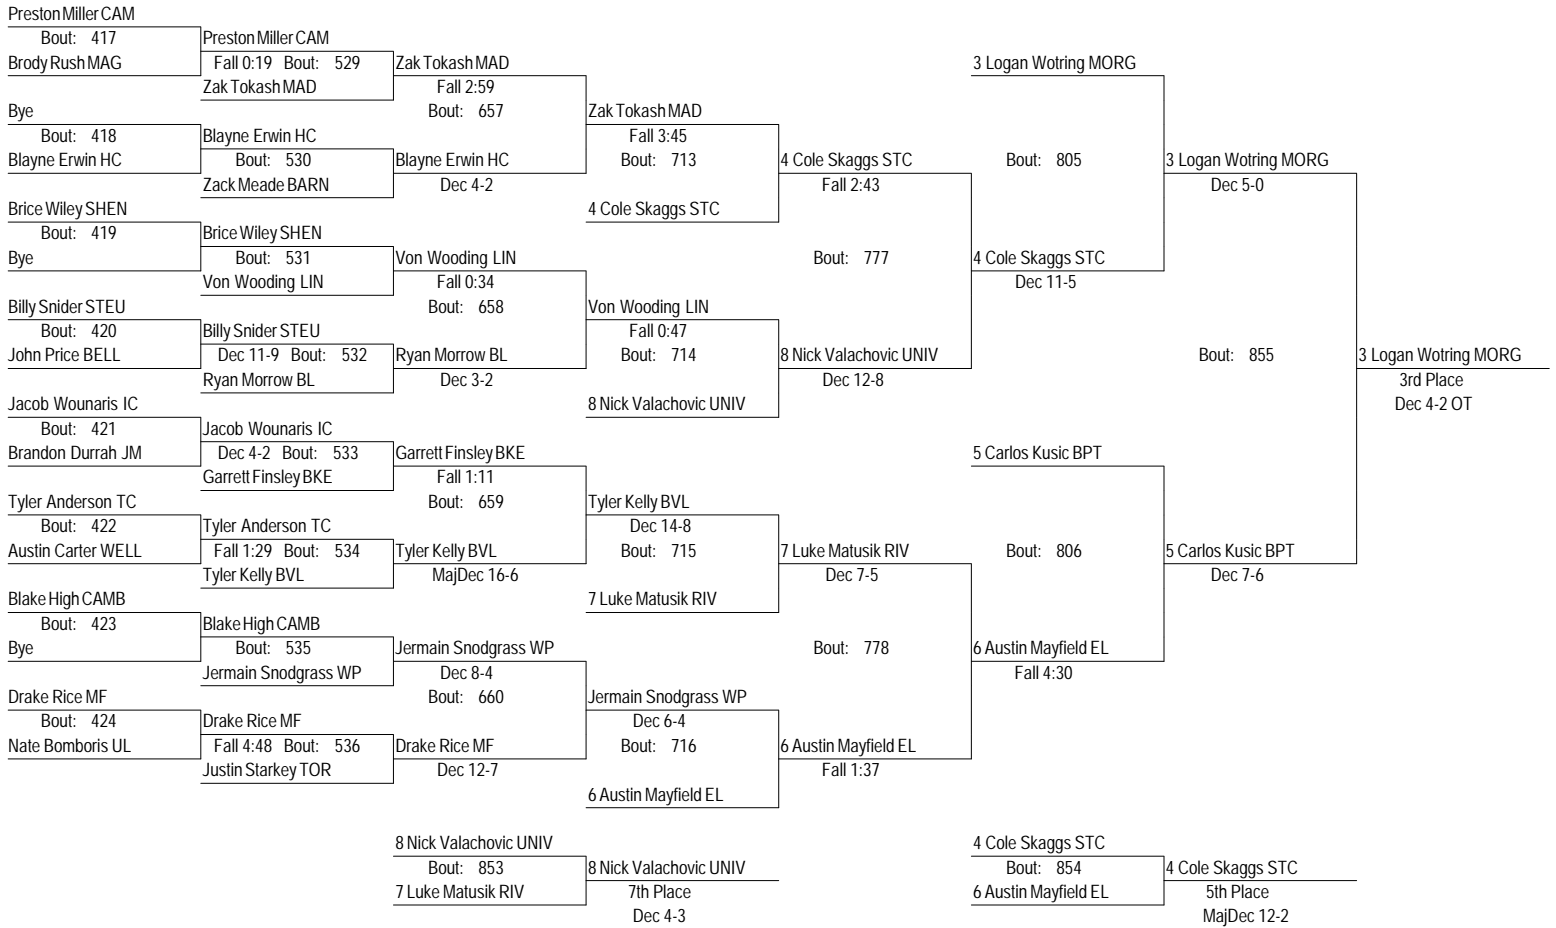 Preston Miller CAM
Bout: 417
Brody Rush MAG
Bye
Bout: 418
Blayne Erwin HC
Brice Wiley SHEN
Bout: 419
Bye
Billy Snider STEU
Bout: 420
John Price BELL
Jacob Wounaris IC
Bout: 421
Brandon Durrah JM
Tyler Anderson TC
Bout: 422
Austin Carter WELL
Blake High CAMB
Bout: 423
Bye
Drake Rice MF
Bout: 424
Nate Bomboris UL
Preston Miller CAM
Fall 0:19 Bout: 529
Zak Tokash MAD
Blayne Erwin HC
Bout: 530
Zack Meade BARN
Brice Wiley SHEN
Bout: 531
Von Wooding LIN
Billy Snider STEU
Dec 11-9 Bout: 532
Ryan Morrow BL
Jacob Wounaris IC
Dec 4-2 Bout: 533
Garrett Finsley BKE
Tyler Anderson TC
Fall 1:29 Bout: 534
Tyler Kelly BVL
Blake High CAMB
Bout: 535
Jermain Snodgrass WP
Drake Rice MF
Fall 4:48 Bout: 536
Justin Starkey TOR
Zak Tokash MAD
Fall 2:59
Bout: 657
Blayne Erwin HC
Dec 4-2
Von Wooding LIN
Fall 0:34
Bout: 658
Ryan Morrow BL
Dec 3-2
Garrett Finsley BKE
Fall 1:11
Bout: 659
Tyler Kelly BVL
MajDec 16-6
Jermain Snodgrass WP
Dec 8-4
Bout: 660
Drake Rice MF
Dec 12-7
Zak Tokash MAD
Fall 3:45
Bout: 713
4 Cole Skaggs STC
Von Wooding LIN
Fall 0:47
Bout: 714
8 Nick Valachovic UNIV
Tyler Kelly BVL
Dec 14-8
Bout: 715
7 Luke Matusik RIV
Jermain Snodgrass WP
Dec 6-4
Bout: 716
6 Austin Mayfield EL
4 Cole Skaggs STC
Fall 2:43
Bout: 777
8 Nick Valachovic UNIV
Dec 12-8
7 Luke Matusik RIV
Dec 7-5
Bout: 778
6 Austin Mayfield EL
Fall 1:37
3 Logan Wotring MORG
Bout: 805
4 Cole Skaggs STC
Dec 11-5
5 Carlos Kusic BPT
Bout: 806
6 Austin Mayfield EL
Fall 4:30
3 Logan Wotring MORG
Dec 5-0
Bout: 855
5 Carlos Kusic BPT
Dec 7-6
3 Logan Wotring MORG
3rd Place
Dec 4-2 OT
8 Nick Valachovic UNIV
Bout: 853
7 Luke Matusik RIV
8 Nick Valachovic UNIV
7th Place
Dec 4-3
4 Cole Skaggs STC
Bout: 854
6 Austin Mayfield EL
4 Cole Skaggs STC
5th Place
MajDec 12-2